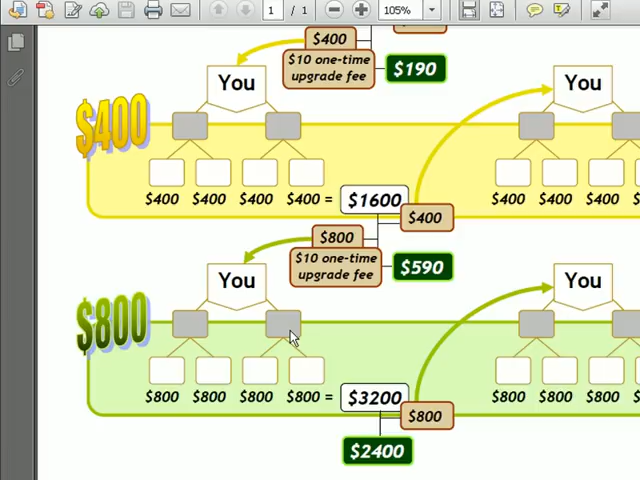 1 / 1
105%
$400
$10 one-time
upgrade fee
$190
You
You
$400
$400 $400 $400 $400 = $1600
$400 $400 $400
$400
$800
$10 one-time
upgrade fee
$590
You
You
$800
$800 $800 $800 $800 = $3200
$800 $800 $800
$800
$2400